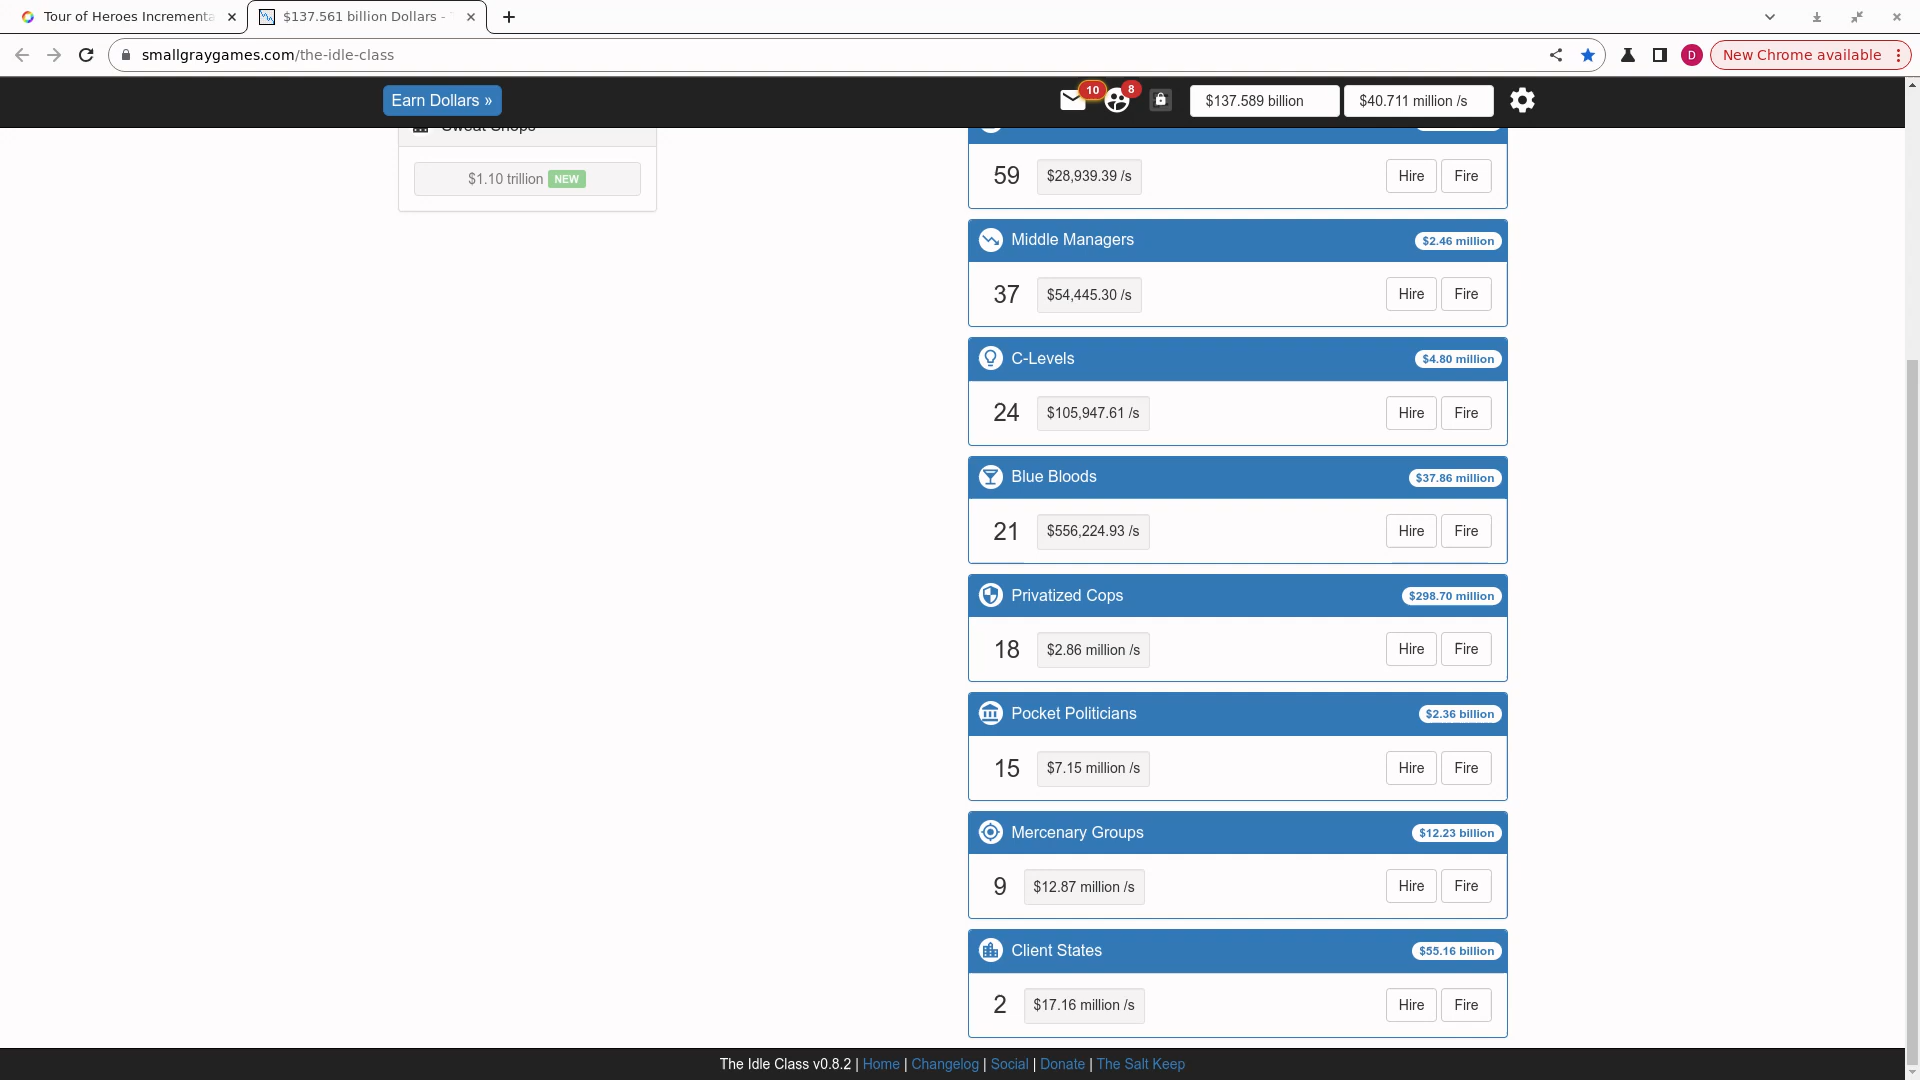 Tour of Heroes Incrementa
$137.561 billion Dollars -
smallgraygames.com/the-idle-class
D
New Chrome available
Earn Dollars »
10
8
$137.589 billion
$40.711 million /s
Sweat Shops
$1.10 trillion NEW
59 $28,939.39 /s Hire Fire
Middle Managers $2.46 million
37 $54,445.30 /s Hire Fire
C-Levels $4.80 million
24 $105,947.61 /s Hire Fire
Blue Bloods $37.86 million
21 $556,224.93 /s Hire Fire
Privatized Cops $298.70 million
18 $2.86 million /s Hire Fire
Pocket Politicians $2.36 billion
15 $7.15 million /s Hire Fire
Mercenary Groups $12.23 billion
9 $12.87 million /s Hire Fire
Client States $55.16 billion
2 $17.16 million /s Hire Fire
The Idle Class v0.8.2 | Home | Changelog | Social | Donate | The Salt Keep